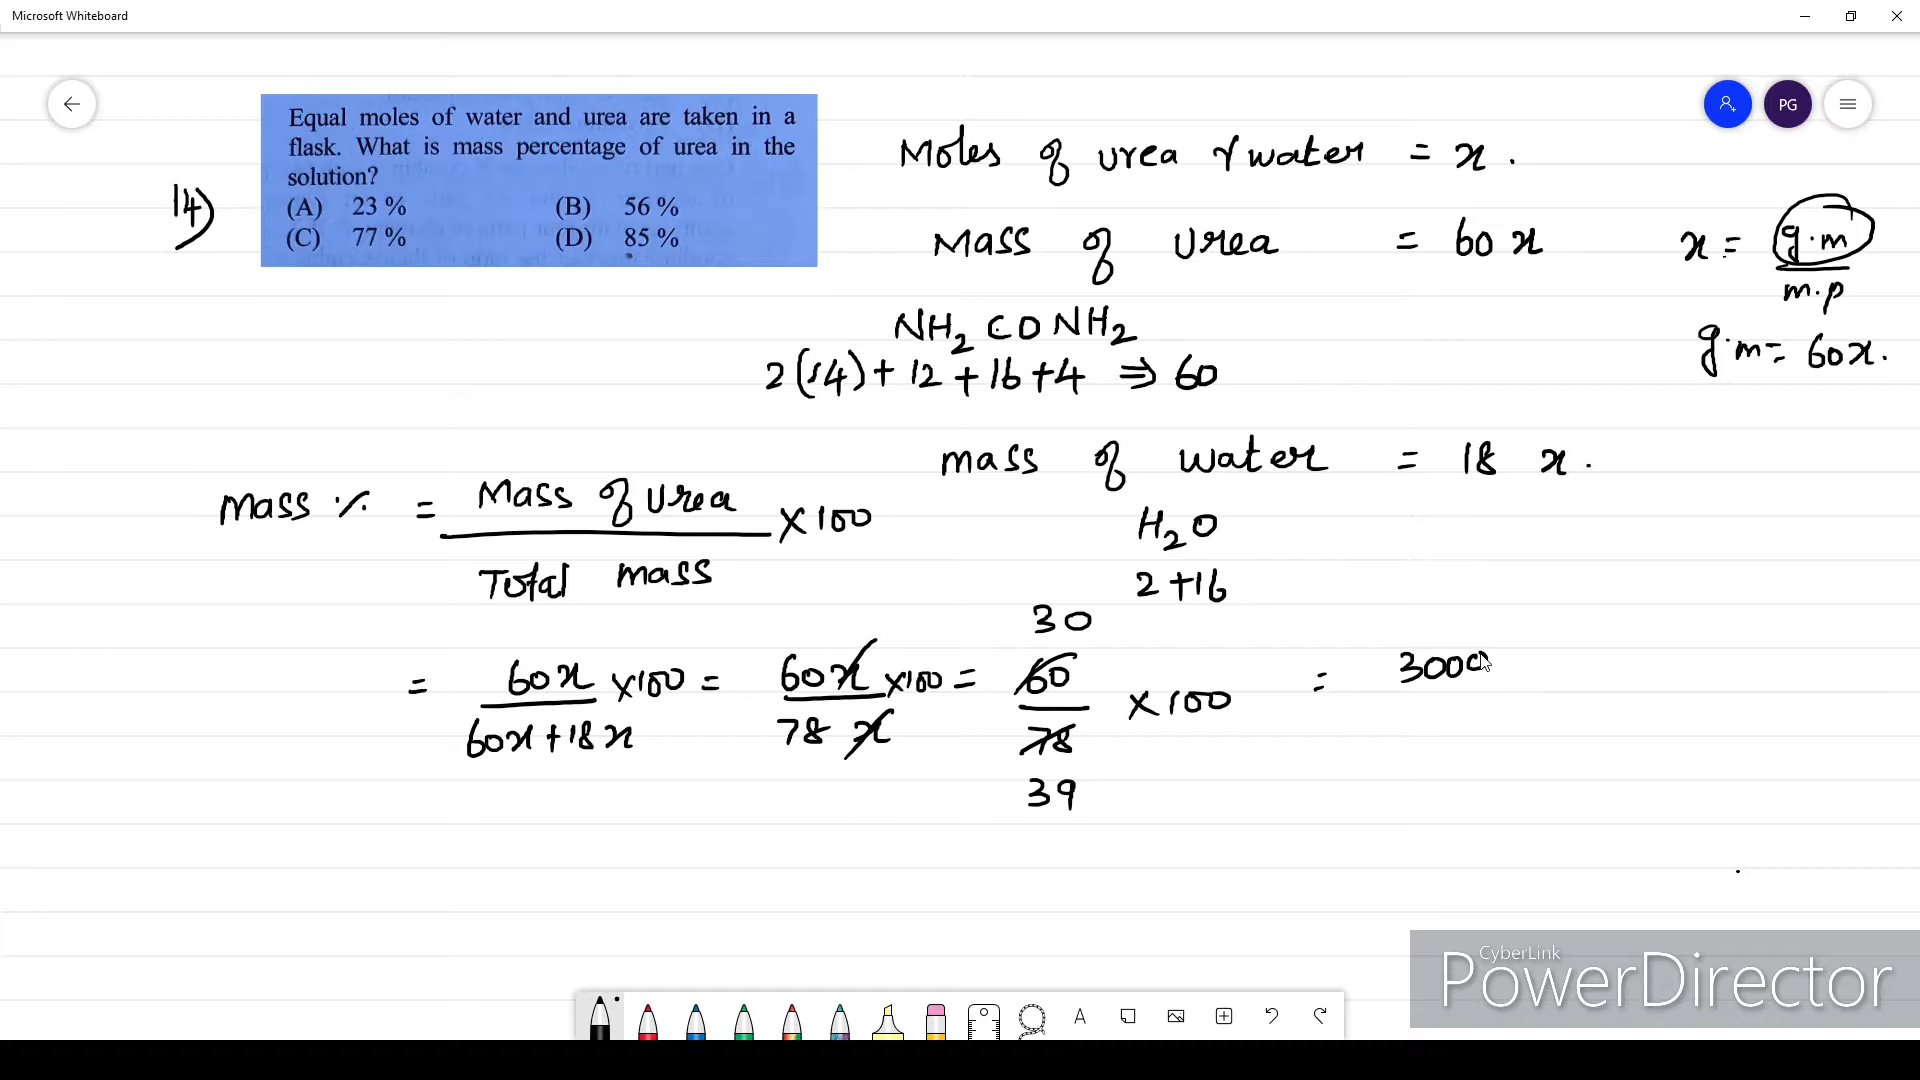 Microsoft Whiteboard
PG
Equal moles of water and urea are taken in a
flask. What is mass percentage of urea in the
solution?
(A) 23 % (B) 56 %
(C) 77 % (D) 85 %
14)
Moles of urea & water = x .
Mass of Urea = 60 x
x = g.m
m.p
g.m = 60x.
NH2 CO NH2
2(14) + 12 + 16 + 4 ⇒ 60
mass of water = 18 x .
H2O
2 + 16
Mass % = Mass of Urea × 100
Total mass
30
= 60x × 100 = 60x × 100 = 60 × 100 = 3000
60x + 18x 78 x 78
39
CyberLink
PowerDirector
A